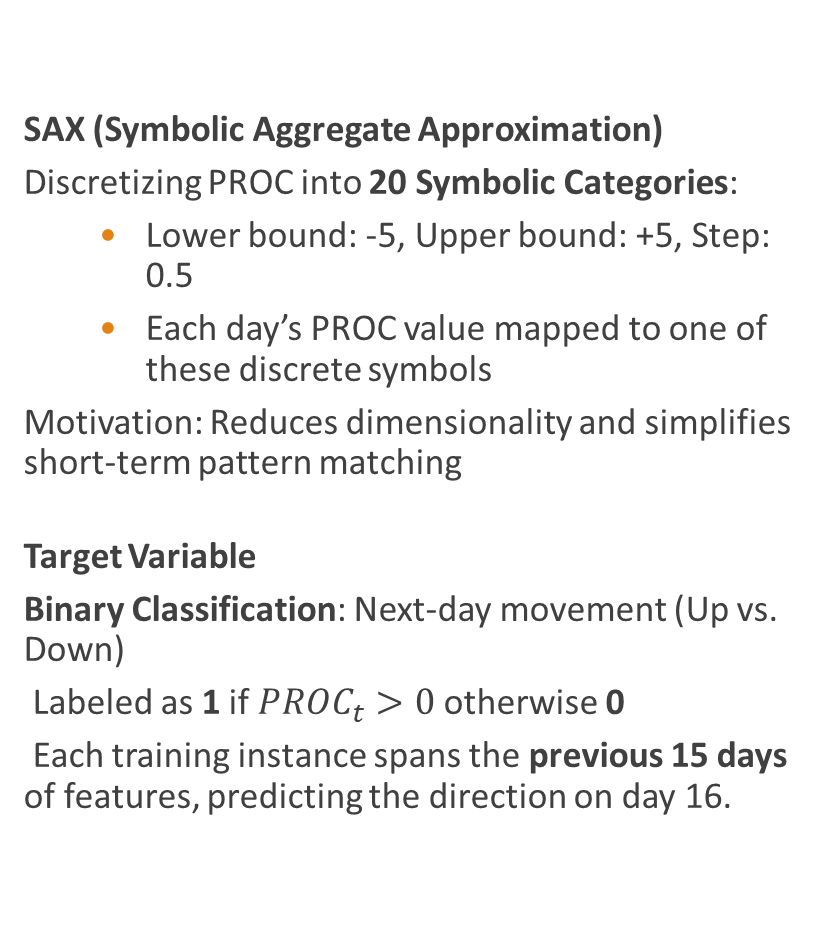 SAX (Symbolic Aggregate Approximation)
Discretizing PROC into 20 Symbolic Categories:
• Lower bound: -5, Upper bound: +5, Step:
0.5
• Each day’s PROC value mapped to one of
these discrete symbols
Motivation: Reduces dimensionality and simplifies
short-term pattern matching
Target Variable
Binary Classification: Next-day movement (Up vs.
Down)
Labeled as 1 if 𝑃𝑅𝑂𝐶ₜ > 0 otherwise 0
Each training instance spans the previous 15 days
of features, predicting the direction on day 16.